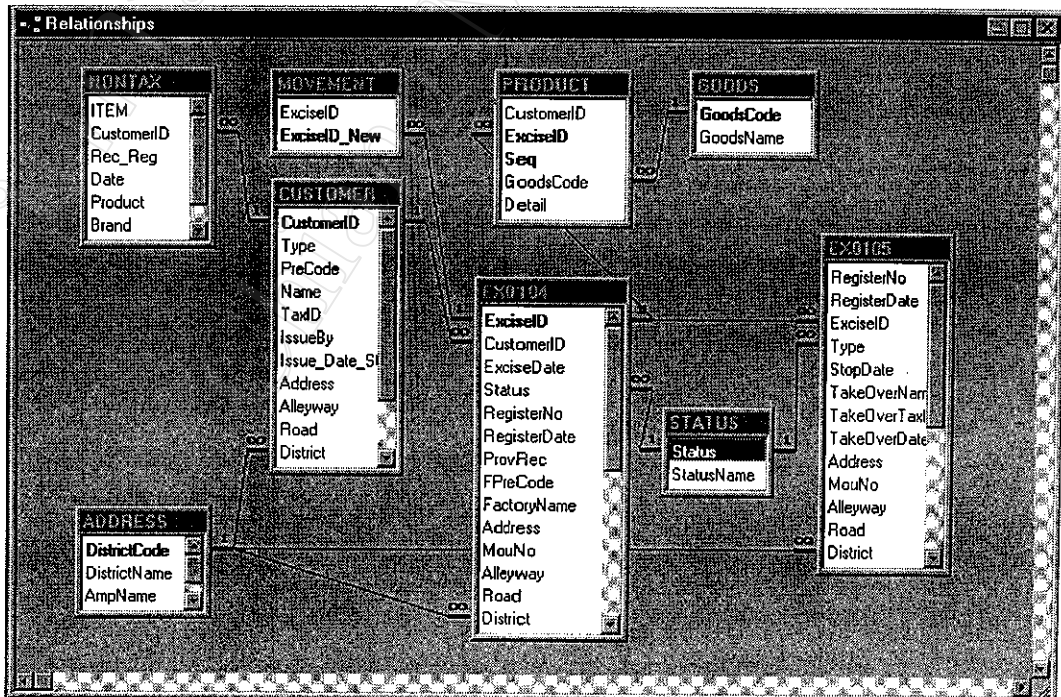 Relationships
NONTAX
ITEM
CustomerID
Rec_Reg
Date
Product
Brand
MOVEMENT
ExciseID
ExciseID_New
PRODUCT
CustomerID
ExciseID
Seq
GoodsCode
Detail
GOODS
GoodsCode
GoodsName
CUSTOMER
CustomerID
Type
PreCode
Name
TaxID
IssueBy
Issue_Date_St
Address
Alleyway
Road
District
EX0104
ExciseID
CustomerID
ExciseDate
Status
RegisterNo
RegisterDate
ProvRec
FPreCode
FactoryName
Address
MouNo
Alleyway
Road
District
EX0105
RegisterNo
RegisterDate
ExciseID
Type
StopDate
TakeOverNam
TakeOverTaxI
TakeOverDate
Address
MouNo
Alleyway
Road
District
STATUS
Status
StatusName
ADDRESS
DistrictCode
DistrictName
AmpName